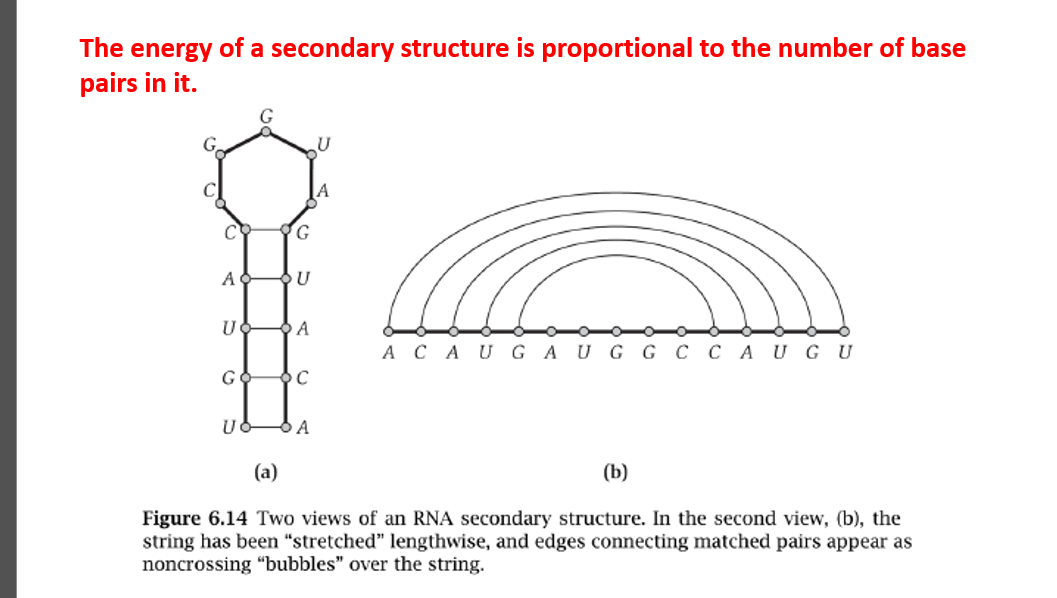 The energy of a secondary structure is proportional to the number of base
pairs in it.
G
G U
C A
C G
A U
U A
G C
U A
A C A U G A U G G C C A U G U
(a) (b)
Figure 6.14 Two views of an RNA secondary structure. In the second view, (b), the
string has been “stretched” lengthwise, and edges connecting matched pairs appear as
noncrossing “bubbles” over the string.